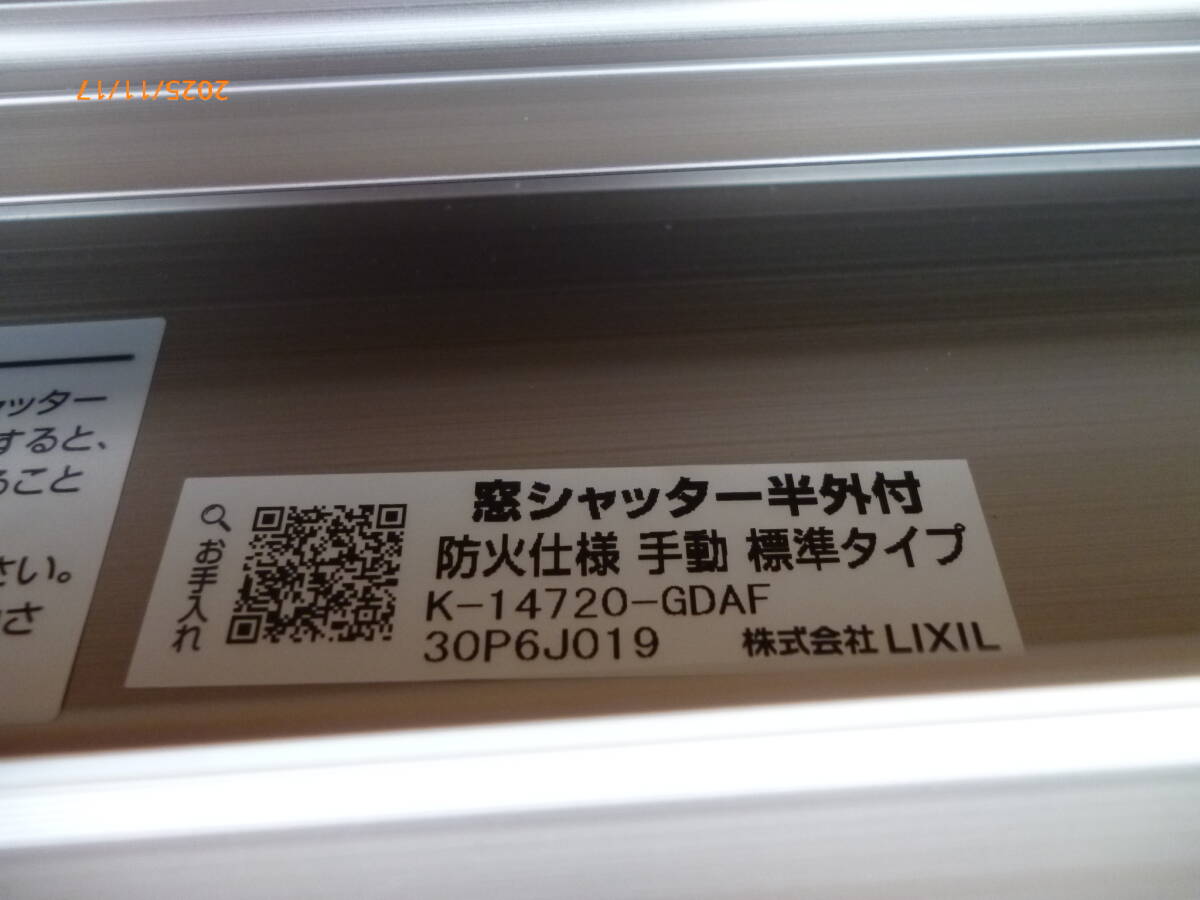 2025/11/17
ャッター
すると、
ること
さい。
さ
お手入れ
窓シャッター半外付
防火仕様 手動 標準タイプ
K-14720-GDAF
30P6J019
株式会社LIXIL